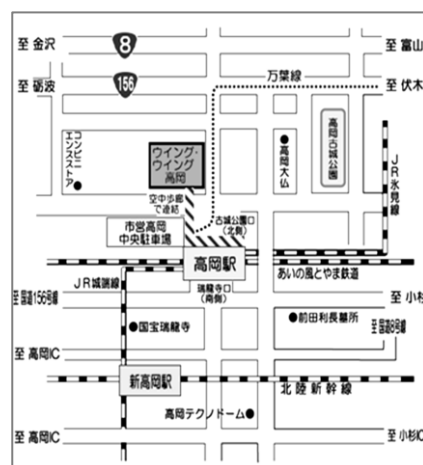 至 金沢
8
至 富山
至 砺波
156
万葉線
至 伏木
コンビニ
エンスストア
ウイング・
ウイング
高岡
高岡大仏
高岡古城公園
JR氷見線
空中歩廊
で連結
市営高岡
中央駐車場
古城公園口
(北側)
高岡駅
あいの風とやま鉄道
JR城端線
瑞龍寺口
(南側)
至 国道156号線
至 小杉
国宝瑞龍寺
前田利長墓所
至 国道8号線
至 高岡IC
新高岡駅
北陸新幹線
高岡テクノドーム
至 高岡IC
至 小杉IC